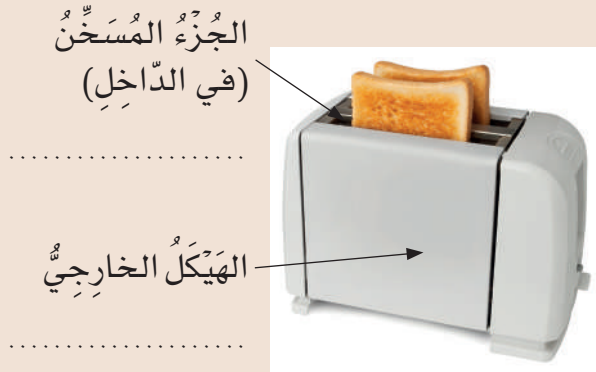 الجُزْءُ المُسَخِّنُ
(في الدّاخِلِ)
.....................
الهَيْكَلُ الخارِجِيُّ
.....................